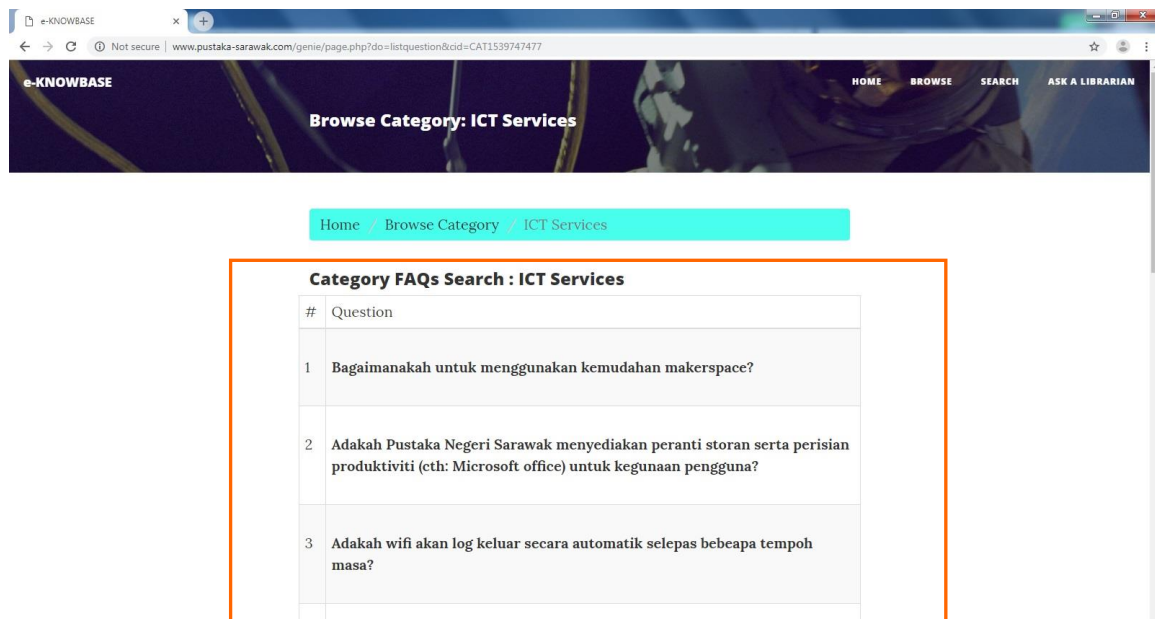 e-KNOWBASE
Not secure | www.pustaka-sarawak.com/genie/page.php?do=listquestion&cid=CAT1539747477
e-KNOWBASE
HOME BROWSE SEARCH ASK A LIBRARIAN
Browse Category: ICT Services
Home / Browse Category / ICT Services
Category FAQs Search : ICT Services
# Question
1 Bagaimanakah untuk menggunakan kemudahan makerspace?
2 Adakah Pustaka Negeri Sarawak menyediakan peranti storan serta perisian
produktiviti (cth: Microsoft office) untuk kegunaan pengguna?
3 Adakah wifi akan log keluar secara automatik selepas bebeapa tempoh
masa?